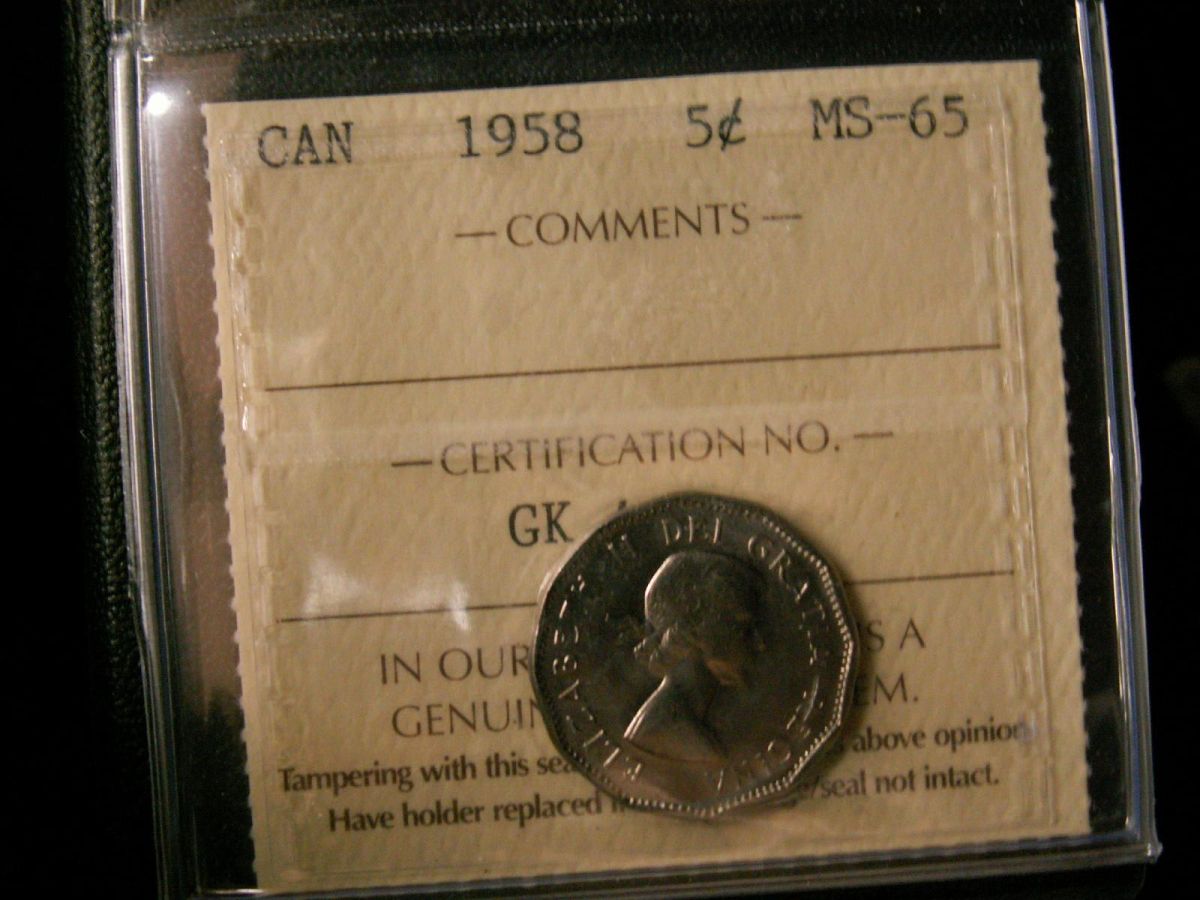 CAN 1958 5¢ MS-65
— COMMENTS —
— CERTIFICATION NO. —
GK
ELIZABETH II DEI GRATIA REGINA
IN OUR S A
GENUIN EM.
Tampering with this sea above opinion
Have holder replaced e/seal not intact.